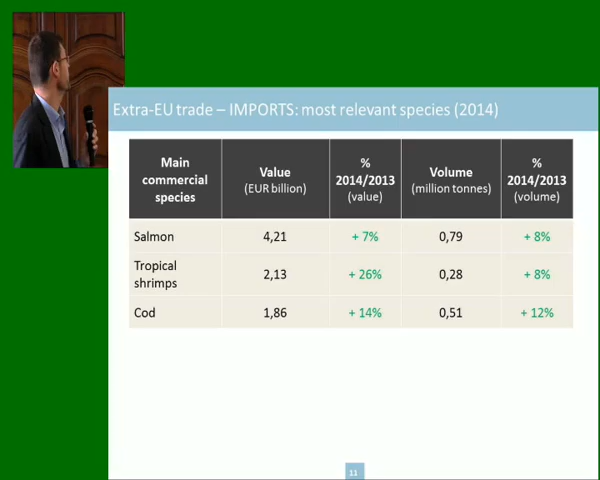 Extra-EU trade – IMPORTS: most relevant species (2014)
Main commercial species | Value (EUR billion) | % 2014/2013 (value) | Volume (million tonnes) | % 2014/2013 (volume)
Salmon | 4,21 | + 7% | 0,79 | + 8%
Tropical shrimps | 2,13 | + 26% | 0,28 | + 8%
Cod | 1,86 | + 14% | 0,51 | + 12%
11